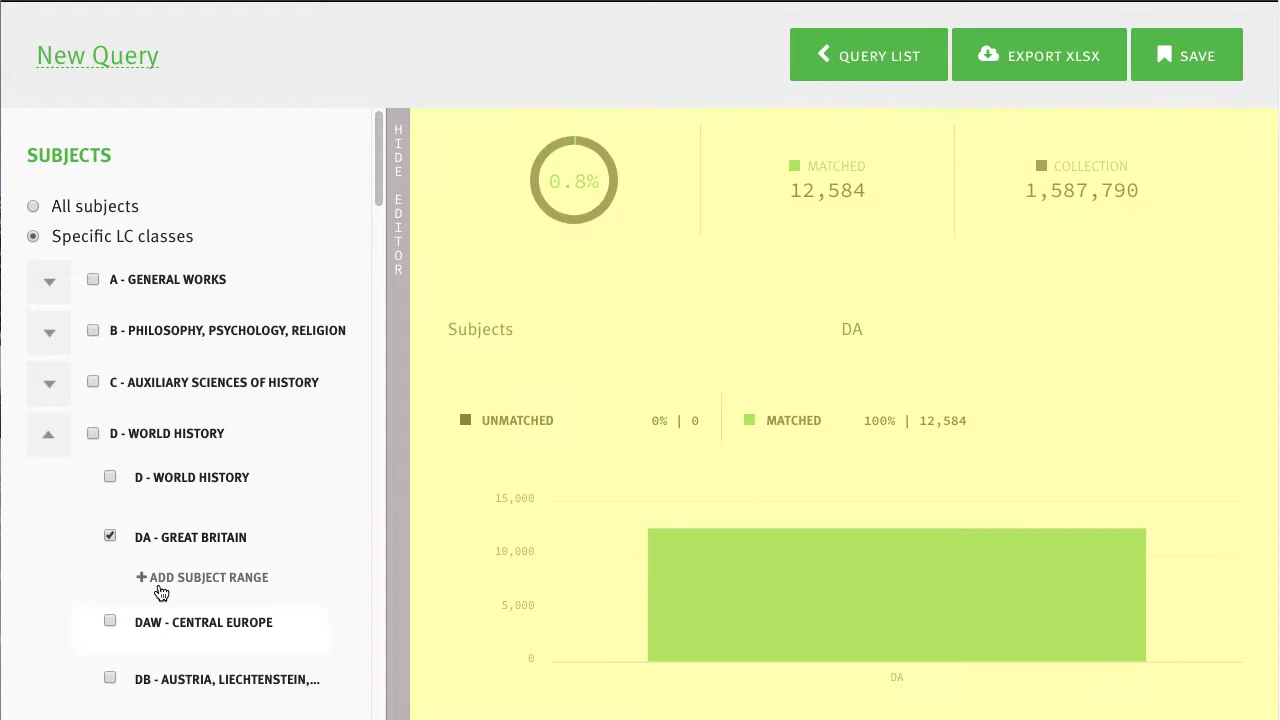 New Query
QUERY LIST
EXPORT XLSX
SAVE
SUBJECTS
All subjects
Specific LC classes
A - GENERAL WORKS
B - PHILOSOPHY, PSYCHOLOGY, RELIGION
C - AUXILIARY SCIENCES OF HISTORY
D - WORLD HISTORY
D - WORLD HISTORY
DA - GREAT BRITAIN
+ ADD SUBJECT RANGE
DAW - CENTRAL EUROPE
DB - AUSTRIA, LIECHTENSTEIN,...
HIDE EDITOR
0.8%
MATCHED
12,584
COLLECTION
1,587,790
Subjects DA
UNMATCHED 0% | 0 MATCHED 100% | 12,584
15,000
10,000
5,000
0
DA